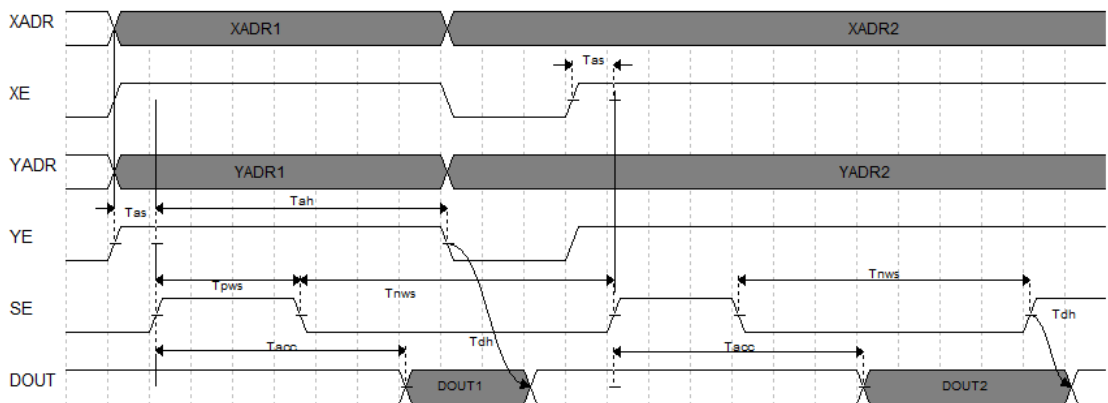 XADR XADR1 XADR2
Tas
XE
YADR YADR1 YADR2
Tah
Tas
YE
Tpws Tnws Tnws
SE Tdh
Tacc Tdh Tacc
DOUT DOUT1 DOUT2